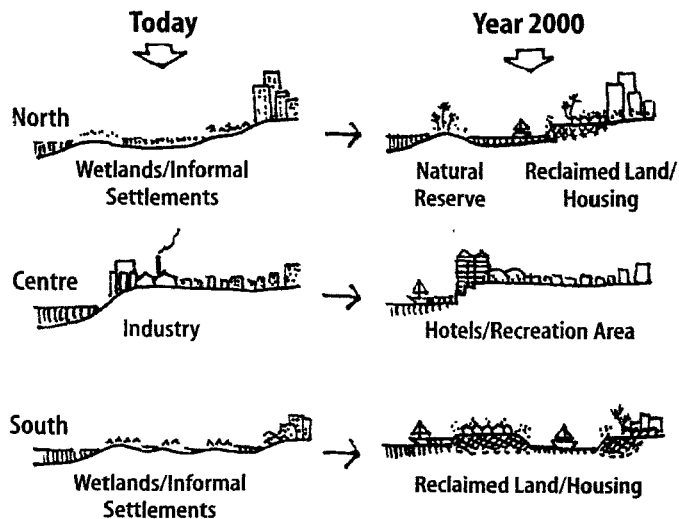 Today
Year 2000
North
Wetlands/Informal
Settlements
Natural
Reserve
Reclaimed Land/
Housing
Centre
Industry
Hotels/Recreation Area
South
Wetlands/Informal
Settlements
Reclaimed Land/Housing